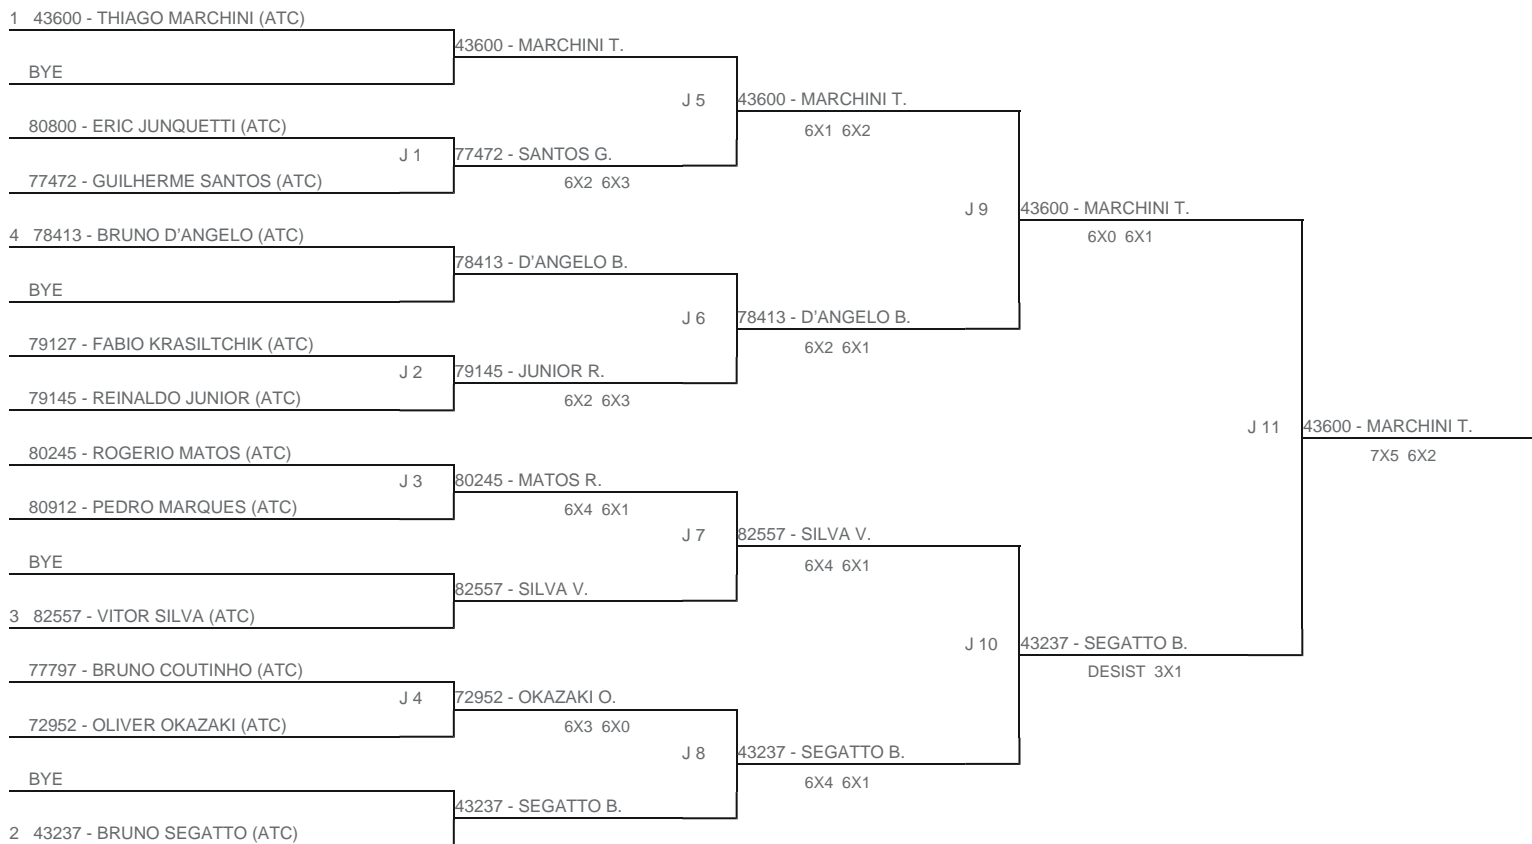 1 43600 - THIAGO MARCHINI (ATC)
43600 - MARCHINI T.
BYE
J 5
43600 - MARCHINI T.
6X1 6X2
80800 - ERIC JUNQUETTI (ATC)
J 1
77472 - SANTOS G.
6X2 6X3
77472 - GUILHERME SANTOS (ATC)
J 9
43600 - MARCHINI T.
6X0 6X1
4 78413 - BRUNO D'ANGELO (ATC)
78413 - D'ANGELO B.
BYE
J 6
78413 - D'ANGELO B.
6X2 6X1
79127 - FABIO KRASILTCHIK (ATC)
J 2
79145 - JUNIOR R.
6X2 6X3
79145 - REINALDO JUNIOR (ATC)
J 11
43600 - MARCHINI T.
7X5 6X2
80245 - ROGERIO MATOS (ATC)
J 3
80245 - MATOS R.
6X4 6X1
80912 - PEDRO MARQUES (ATC)
J 7
82557 - SILVA V.
6X4 6X1
BYE
82557 - SILVA V.
3 82557 - VITOR SILVA (ATC)
J 10
43237 - SEGATTO B.
DESIST 3X1
77797 - BRUNO COUTINHO (ATC)
J 4
72952 - OKAZAKI O.
6X3 6X0
72952 - OLIVER OKAZAKI (ATC)
J 8
43237 - SEGATTO B.
6X4 6X1
BYE
43237 - SEGATTO B.
2 43237 - BRUNO SEGATTO (ATC)